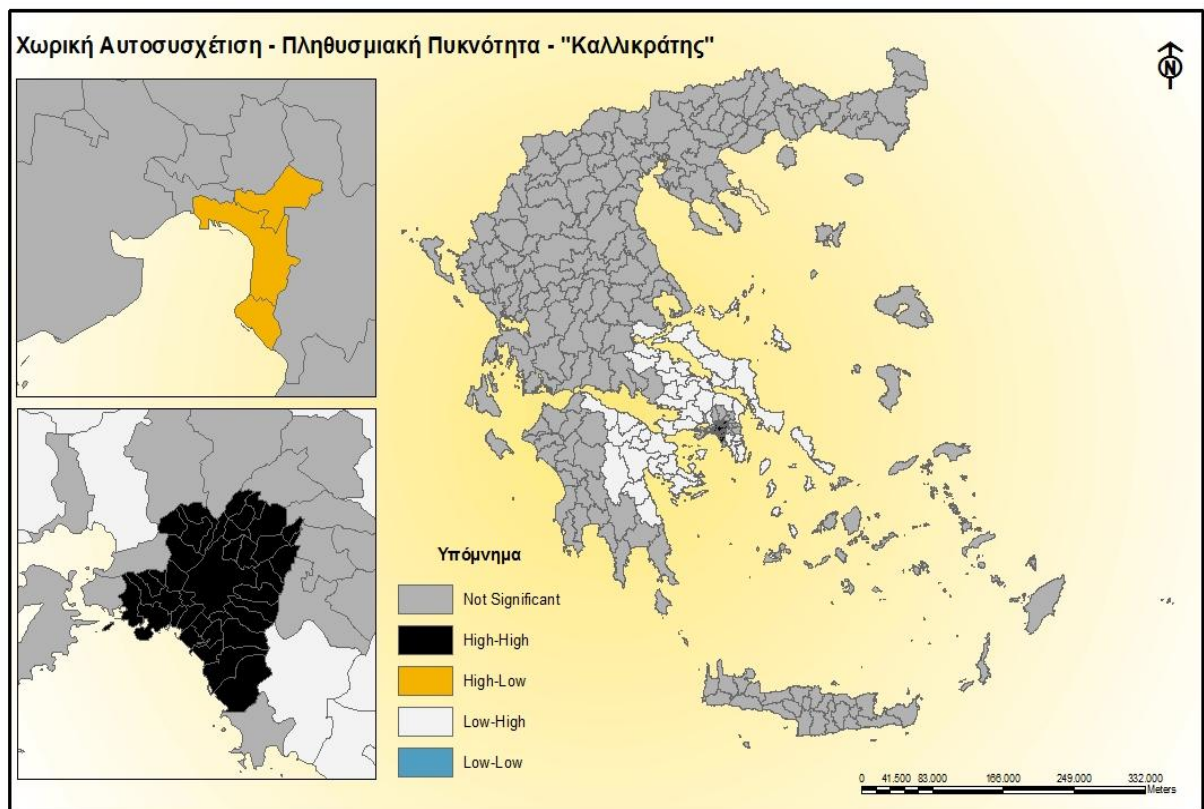 Χωρική Αυτοσυσχέτιση - Πληθυσμιακή Πυκνότητα - "Καλλικράτης"
N
Υπόμνημα
Not Significant
High-High
High-Low
Low-High
Low-Low
0 41.500 83.000 166.000 249.000 332.000
Meters